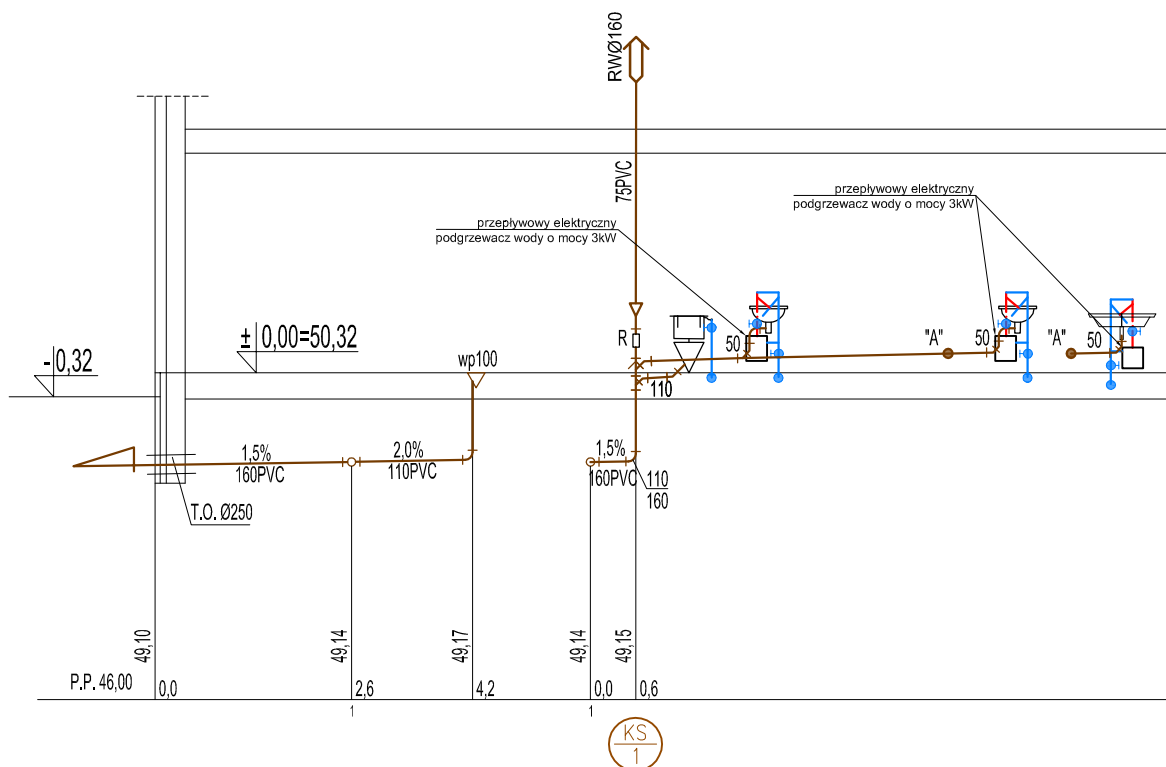 RWØ160
75PVC
przepływowy elektryczny
podgrzewacz wody o mocy 3kW
przepływowy elektryczny
podgrzewacz wody o mocy 3kW
± 0,00=50,32
-0,32
wp100
R
50
"A"
50
"A"
50
110
1,5%
160PVC
2,0%
110PVC
1,5%
160PVC
110
160
T.O. Ø250
49,10
49,14
49,17
49,14
49,15
P.P. 46,00
0,0
2,6
4,2
0,0
0,6
1
1
KS
1